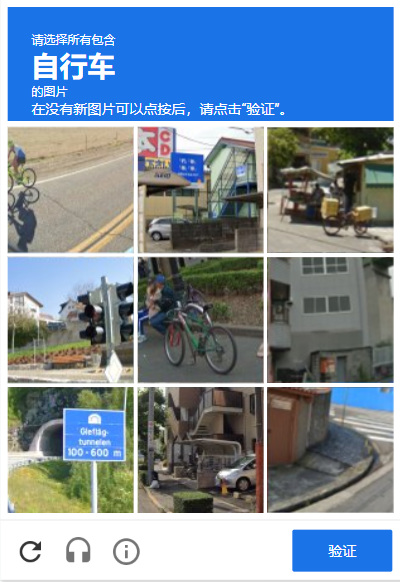 请选择所有包含
自行车
的图片
在没有新图片可以点按后，请点击“验证”。
CD
Gleflåg-
tunnelen
100 - 600 m
验证